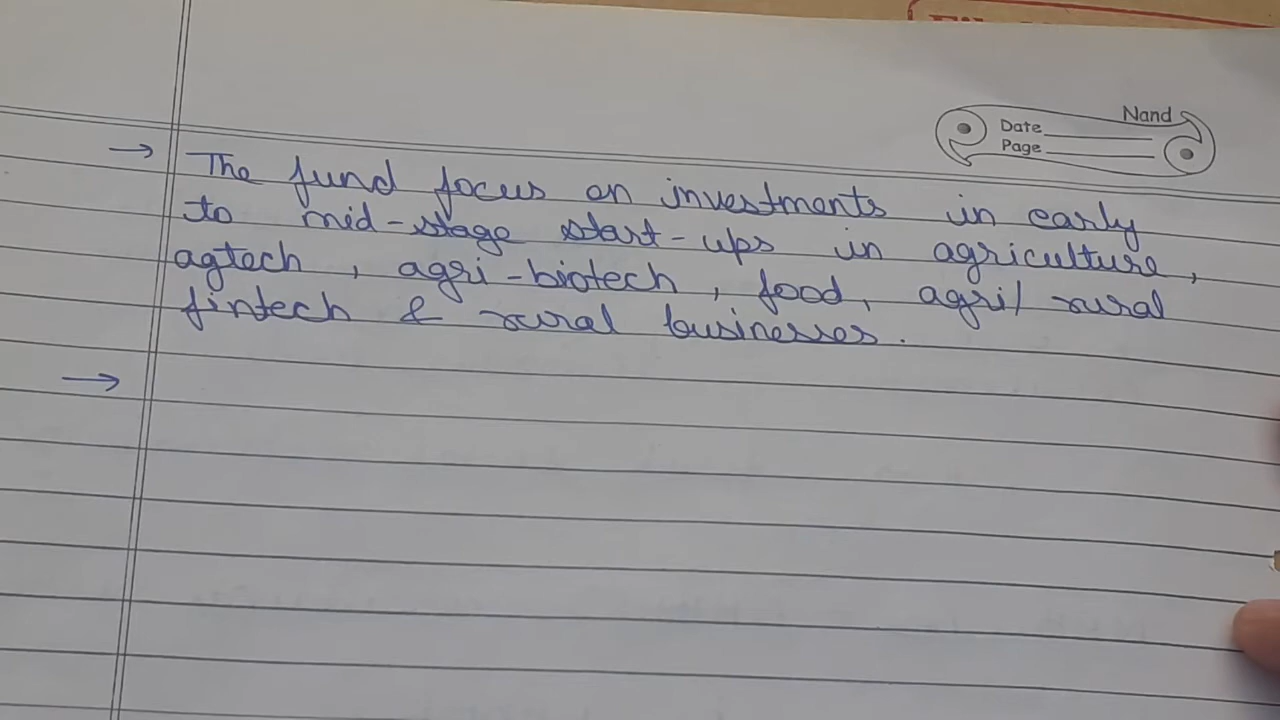 Nand
Date
Page
→ The fund focus on investments in early
to mid-stage start-ups in agriculture,
agtech, agri-biotech, food, agri/ rural
fintech & rural businesses.
→